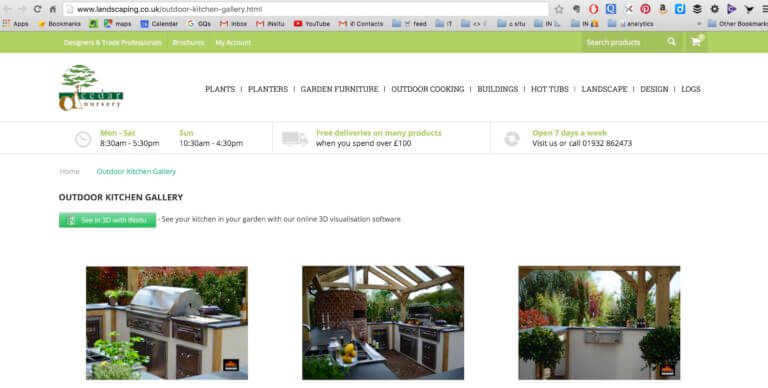 www.landscaping.co.uk/outdoor-kitchen-gallery.html
Apps Bookmarks [17] Calendar GQs Inbox INsitu YouTube Contacts IT < > o situ IN IN analytics » Other Bookmarks
Designers & Trade Professionals Brochures My Account Search products 0
PLANTS | PLANTERS | GARDEN FURNITURE | OUTDOOR COOKING | BUILDINGS | HOT TUBS | LANDSCAPE | DESIGN | LOGS
cedar
nursery
Mon - Sat Sun Free deliveries on many products Open 7 days a week
8:30am - 5:30pm 10:30am - 4:30pm when you spend over £100 Visit us or call 01932 862473
Home Outdoor Kitchen Gallery
OUTDOOR KITCHEN GALLERY
See in 3D with INsitu - See your kitchen in your garden with our online 3D visualisation software